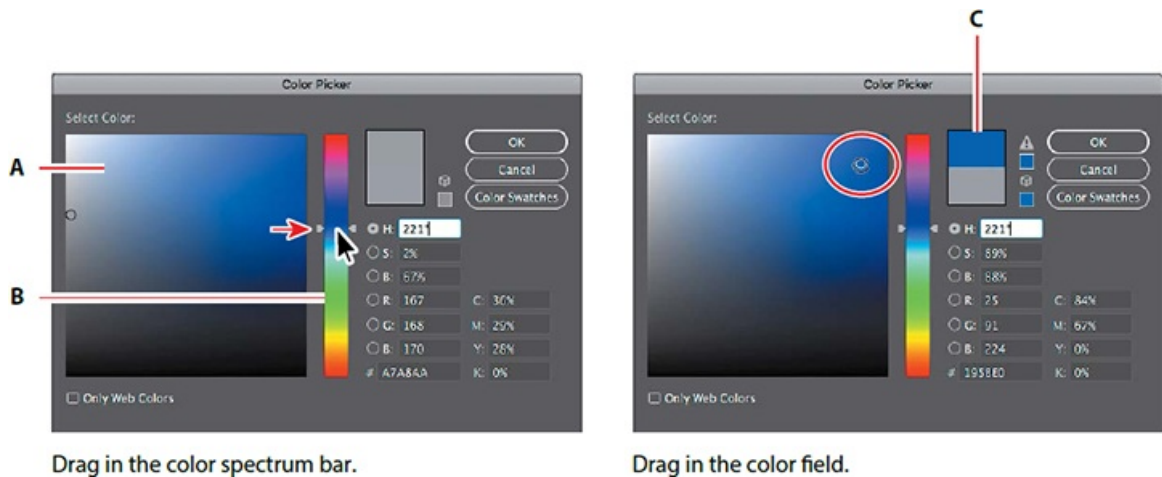 C
Color Picker
Select Color:
A
B
OK
Cancel
Color Swatches
H: 221°
S: 2%
B: 67%
R: 167 C: 36%
G: 168 M: 29%
B: 170 Y: 28%
# A7A8AA K: 0%
Only Web Colors
Drag in the color spectrum bar.
Color Picker
Select Color:
OK
Cancel
Color Swatches
H: 221°
S: 89%
B: 88%
R: 25 C: 84%
G: 91 M: 67%
B: 224 Y: 0%
# 195BE0 K: 0%
Only Web Colors
Drag in the color field.